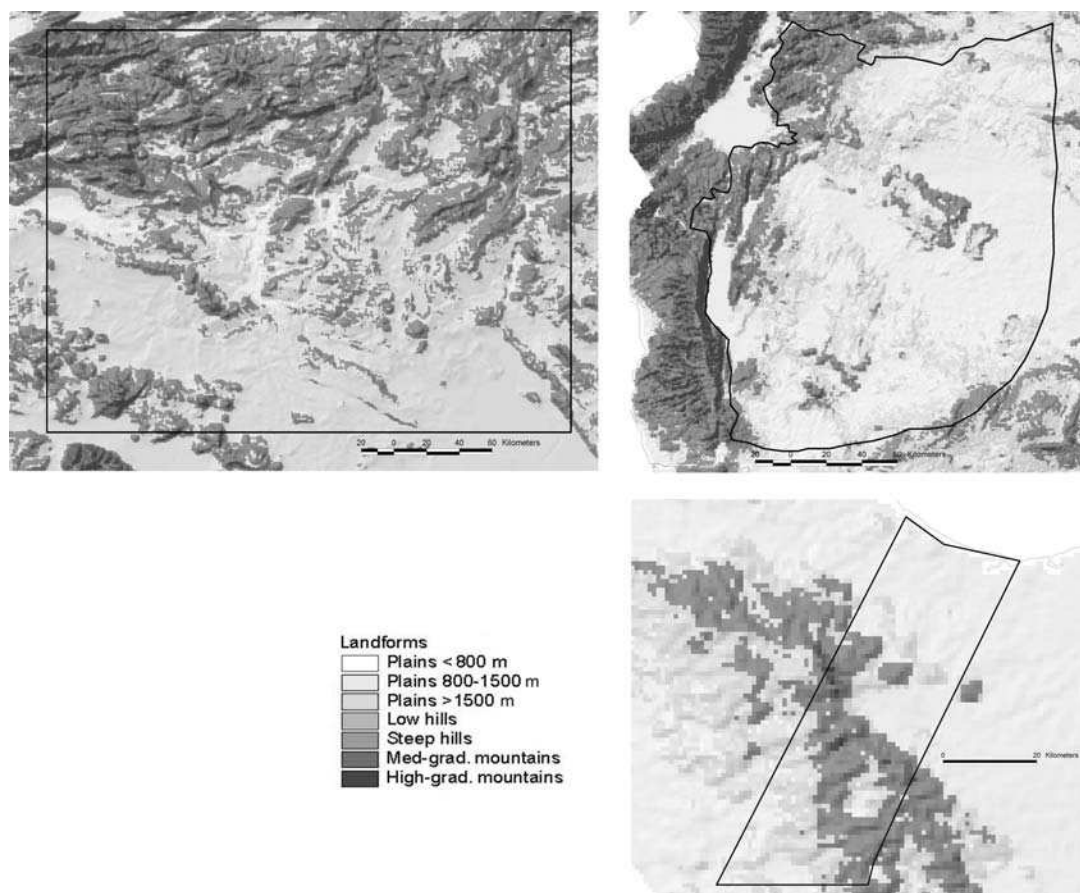 20 0 20 40 60 Kilometers
20 0 20 40 60 Kilometers
Landforms
Plains <800 m
Plains 800-1500 m
Plains >1500 m
Low hills
Steep hills
Med-grad. mountains
High-grad. mountains
0 20 Kilometers